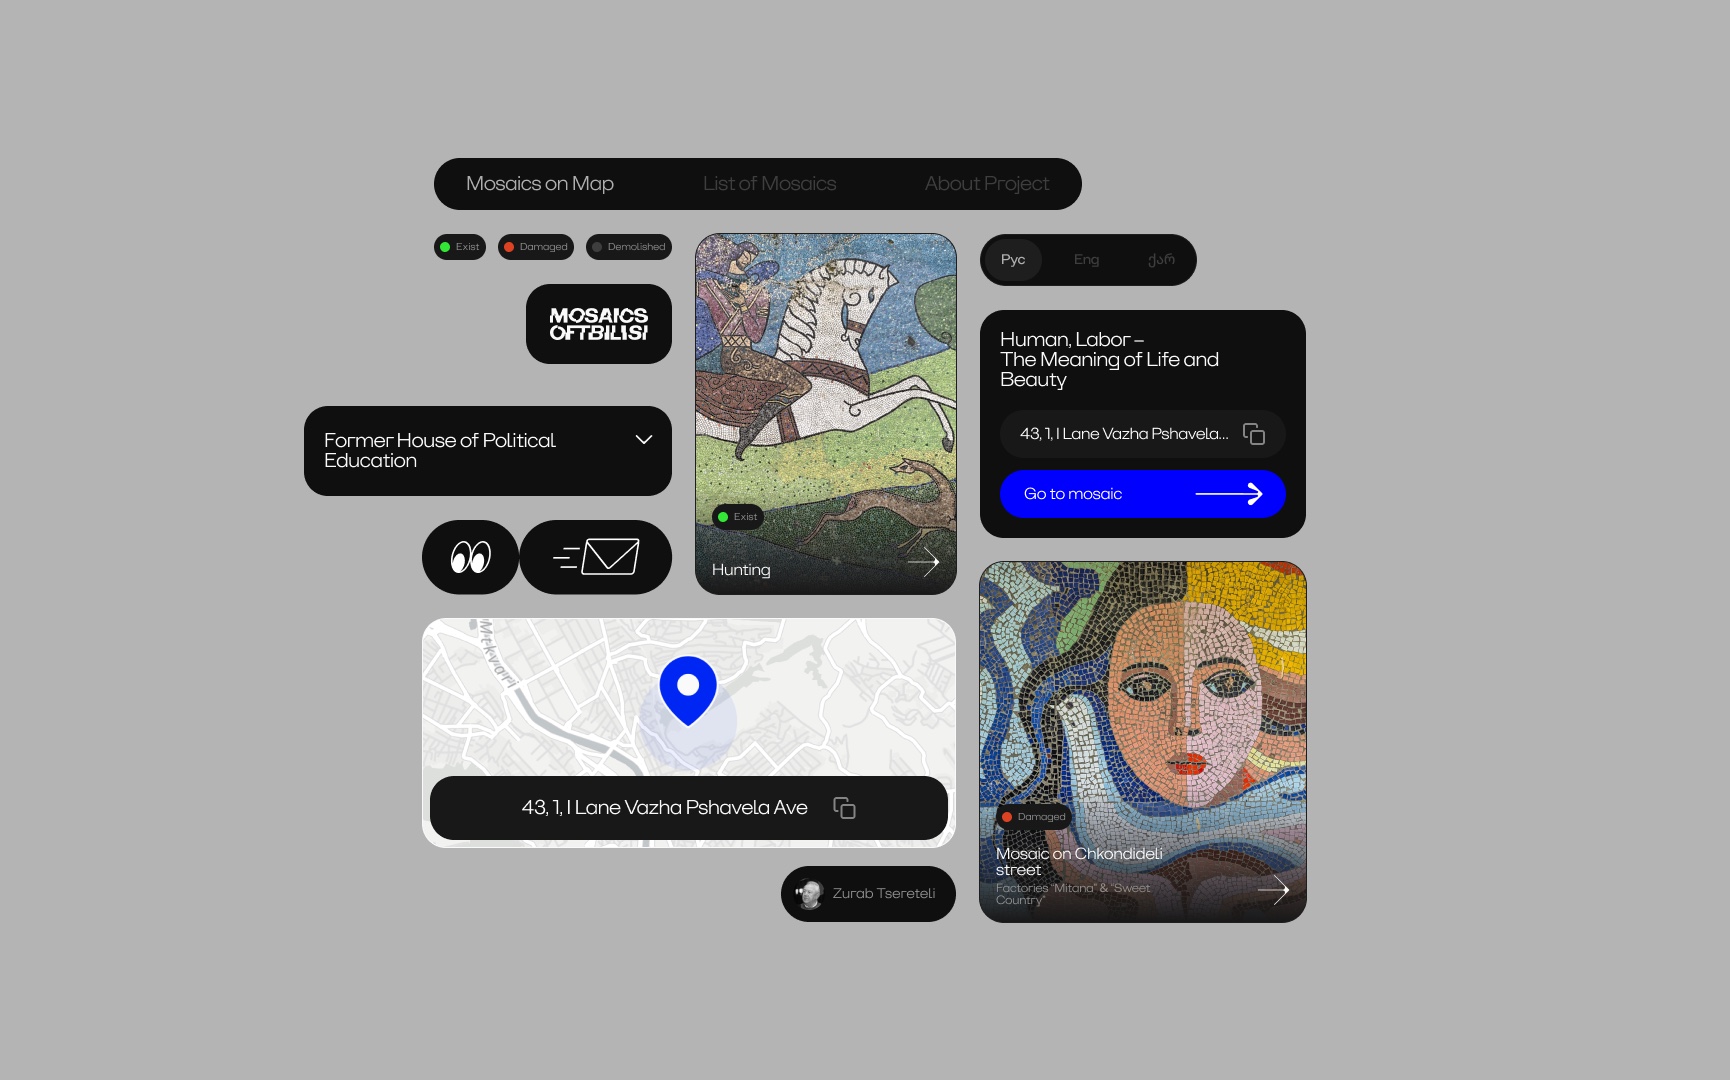 Mosaics on Map
List of Mosaics
About Project
Exist
Damaged
Demolished
MOSAICS
OFTBILISI
Former House of Political
Education
Exist
Hunting
Рус
Eng
ქარ
Human, Labor –
The Meaning of Life and
Beauty
43, 1, I Lane Vazha Pshavela...
Go to mosaic
Mtkvari
43, 1, I Lane Vazha Pshavela Ave
Zurab Tsereteli
Damaged
Mosaic on Chkondideli
street
Factories "Mitana" & "Sweet
Country"